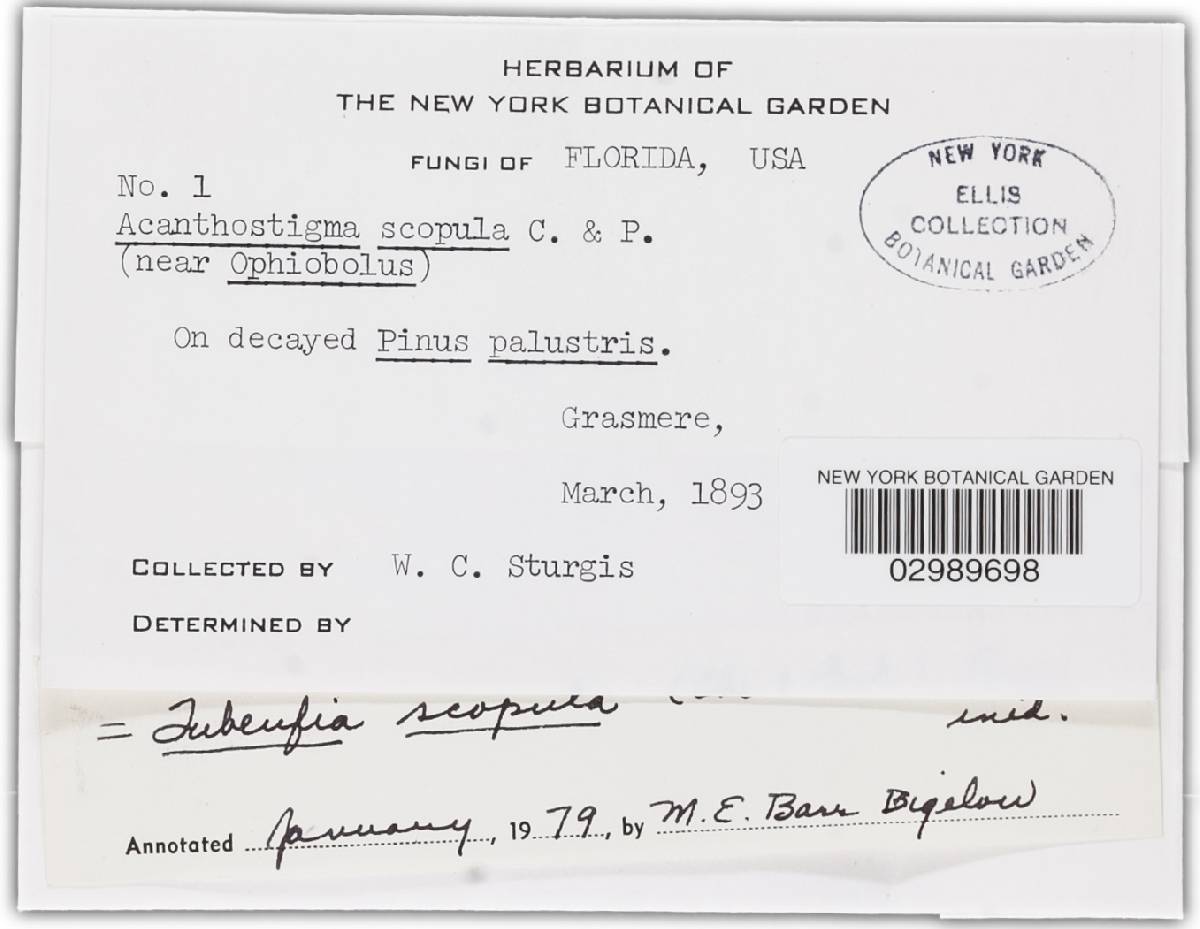 HERBARIUM OF
THE NEW YORK BOTANICAL GARDEN
FUNGI OF FLORIDA, USA
No. 1
Acanthostigma scopula C. & P.
(near Ophiobolus)
NEW YORK
ELLIS
COLLECTION
BOTANICAL GARDEN
On decayed Pinus palustris.
Grasmere,
March, 1893
NEW YORK BOTANICAL GARDEN
02989698
COLLECTED BY W. C. Sturgis
DETERMINED BY
= Tubeufia scopula ined.
Annotated January, 1979, by M. E. Barr Bigelow